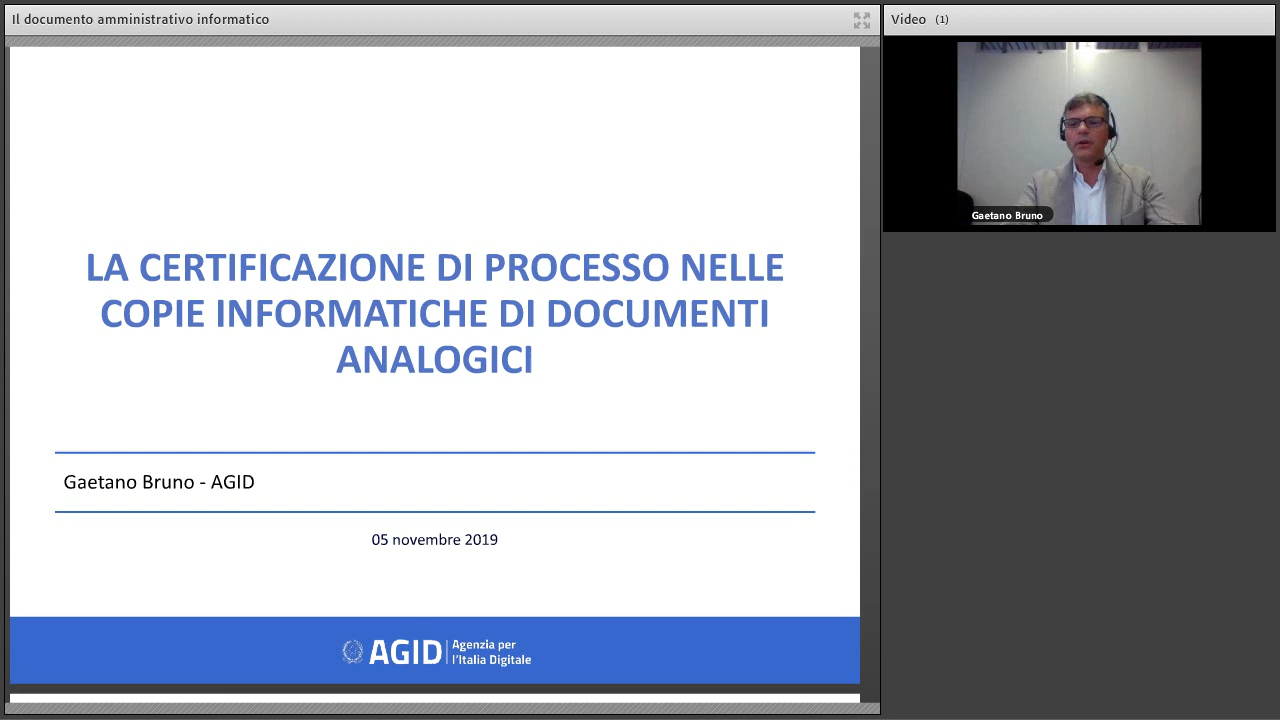 Il documento amministrativo informatico
Video (1)
Gaetano Bruno
LA CERTIFICAZIONE DI PROCESSO NELLE
COPIE INFORMATICHE DI DOCUMENTI
ANALOGICI
Gaetano Bruno - AGID
05 novembre 2019
AGID
Agenzia per
l'Italia Digitale